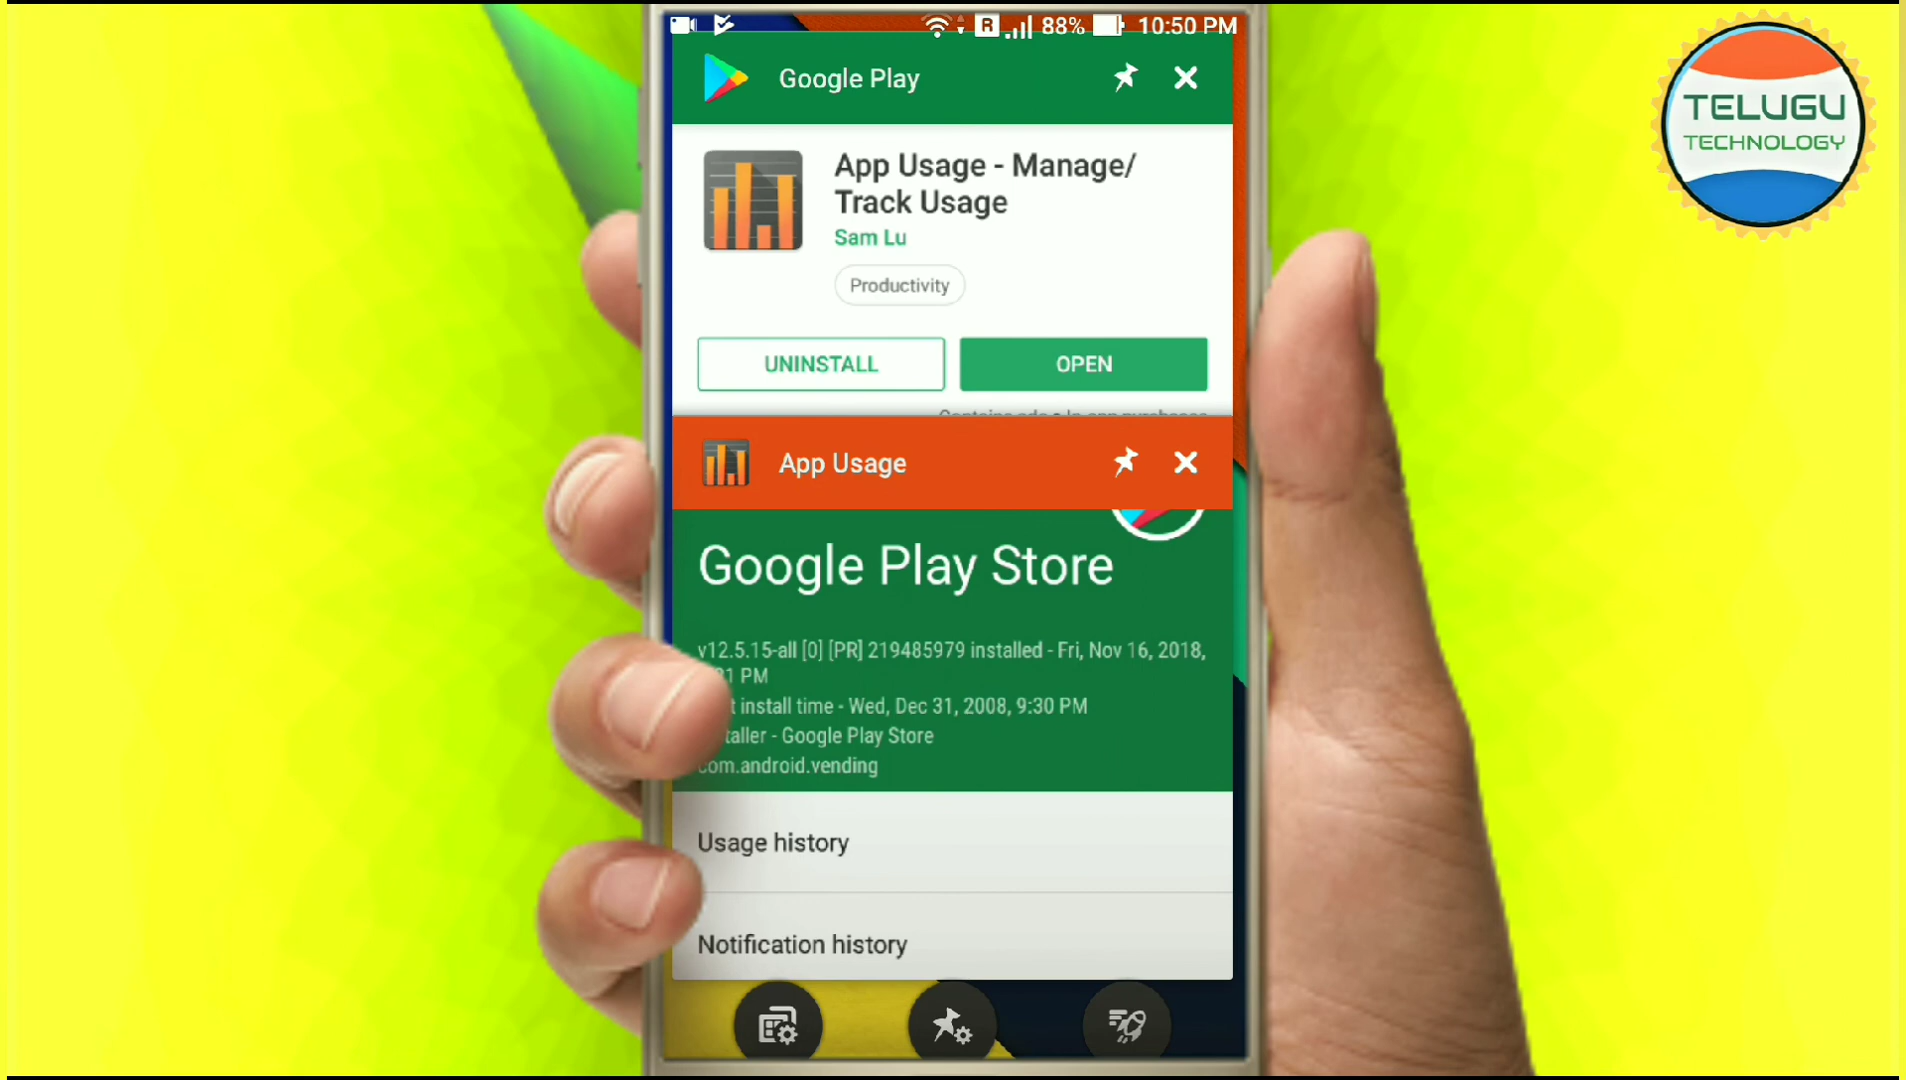 R 88% 10:50 PM
Google Play
TELUGU
TECHNOLOGY
App Usage - Manage/
Track Usage
Sam Lu
Productivity
UNINSTALL OPEN
App Usage
Google Play Store
v12.5.15-all [0] [PR] 219485979 installed - Fri, Nov 16, 2018,
PM
install time - Wed, Dec 31, 2008, 9:30 PM
- Google Play Store
com.android.vending
Usage history
Notification history